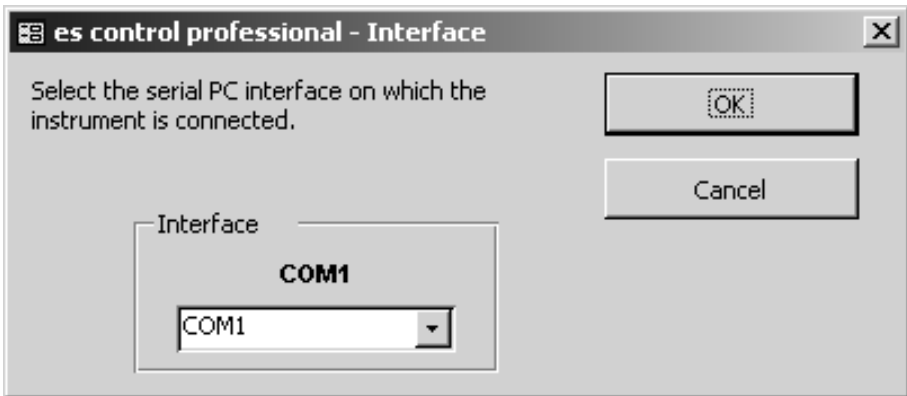 es control professional - Interface
Select the serial PC interface on which the
instrument is connected.
OK
Cancel
Interface
COM1
COM1